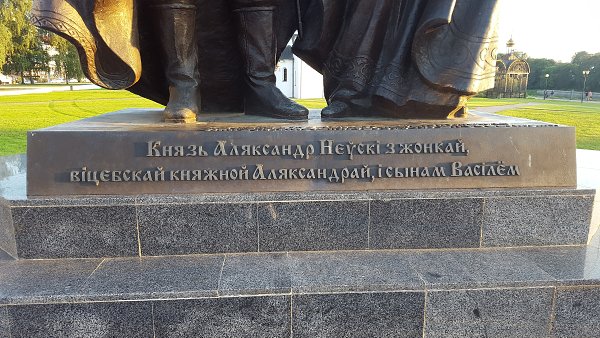 Князь Аляксандр Неўскі з жонкай,
віцебскай княжной Аляксандрай, і сынам Васілём